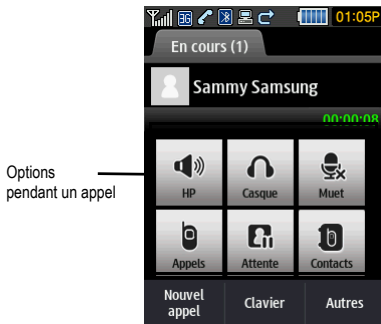 3G 01:05P
En cours (1)
Sammy Samsung
00:00:08
Options
pendant un appel
HP Casque Muet
Appels Attente Contacts
Nouvel
appel Clavier Autres